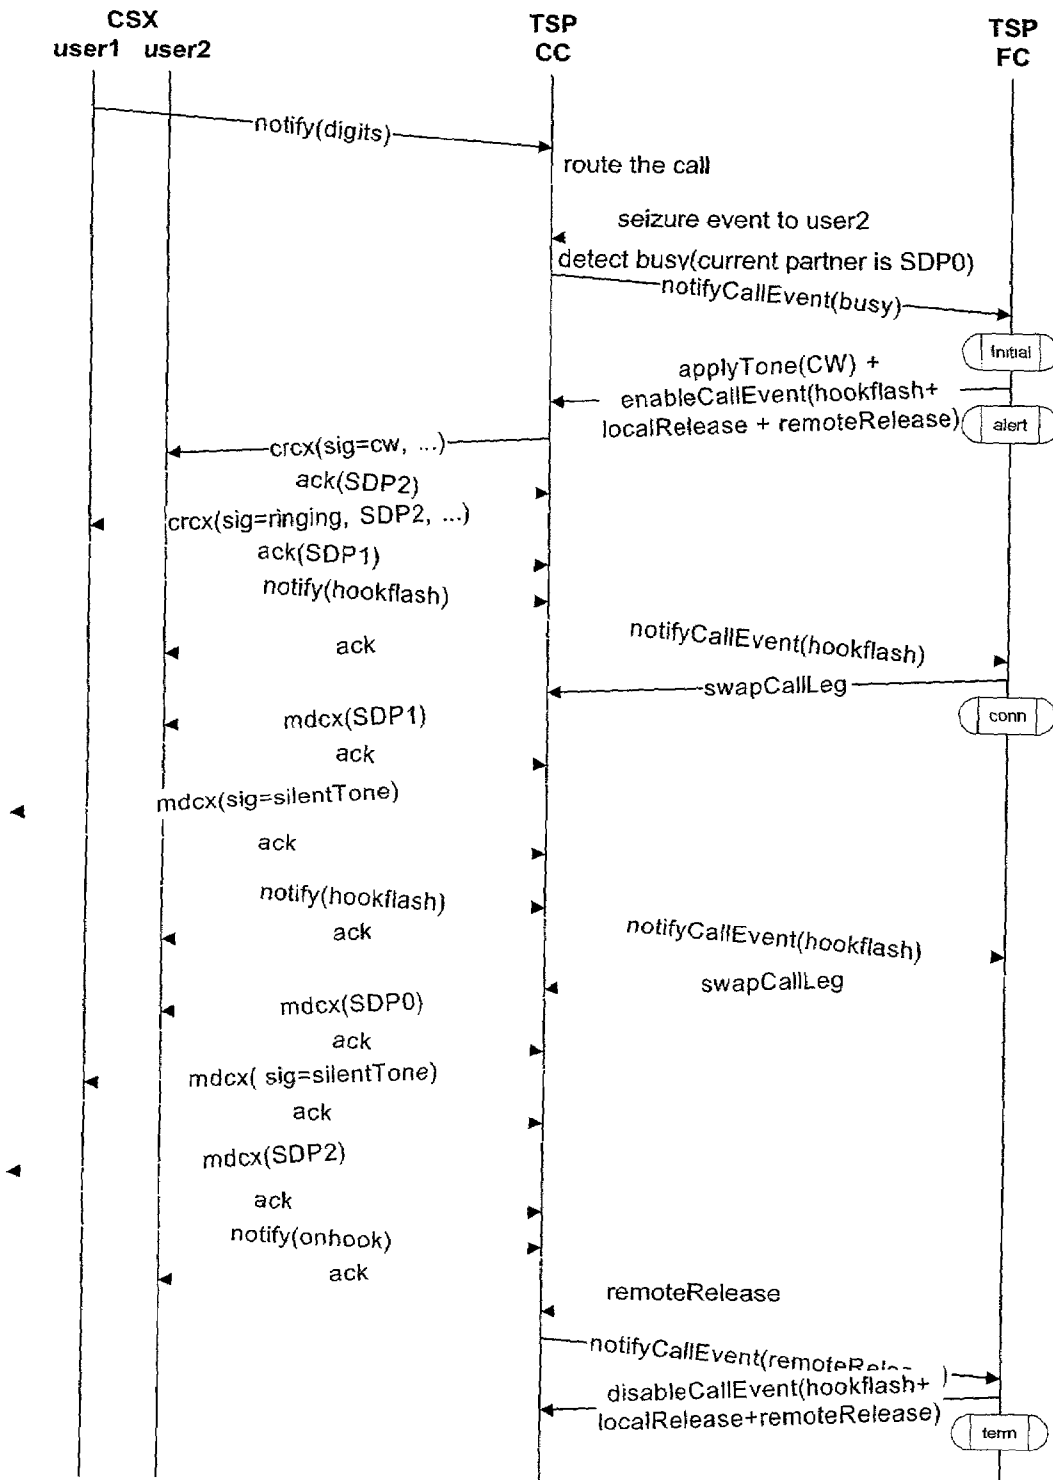 CSX
user1 user2
TSP
CC
TSP
FC
notify(digits)
route the call
seizure event to user2
detect busy(current partner is SDP0)
notifyCallEvent(busy)
Initial
applyTone(CW) +
enableCallEvent(hookflash+
localRelease + remoteRelease)
alert
crcx(sig=cw, ...)
ack(SDP2)
crcx(sig=ringing, SDP2, ...)
ack(SDP1)
notify(hookflash)
notifyCallEvent(hookflash)
ack
swapCallLeg
conn
mdcx(SDP1)
ack
mdcx(sig=silentTone)
ack
notify(hookflash)
notifyCallEvent(hookflash)
ack
swapCallLeg
mdcx(SDP0)
ack
mdcx( sig=silentTone)
ack
mdcx(SDP2)
ack
notify(onhook)
ack
remoteRelease
notifyCallEvent(remoteRelea )
disableCallEvent(hookflash+
localRelease+remoteRelease)
term